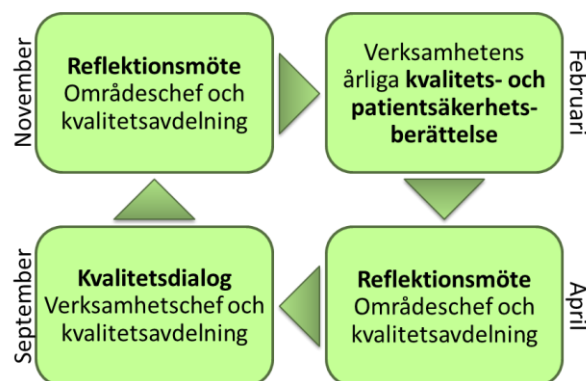 November
Reflektionsmöte
Områdeschef och
kvalitetsavdelning
Verksamhetens
årliga kvalitets- och
patientsäkerhets-
berättelse
Februari
September
Kvalitetsdialog
Verksamhetschef och
kvalitetsavdelning
Reflektionsmöte
Områdeschef och
kvalitetsavdelning
April